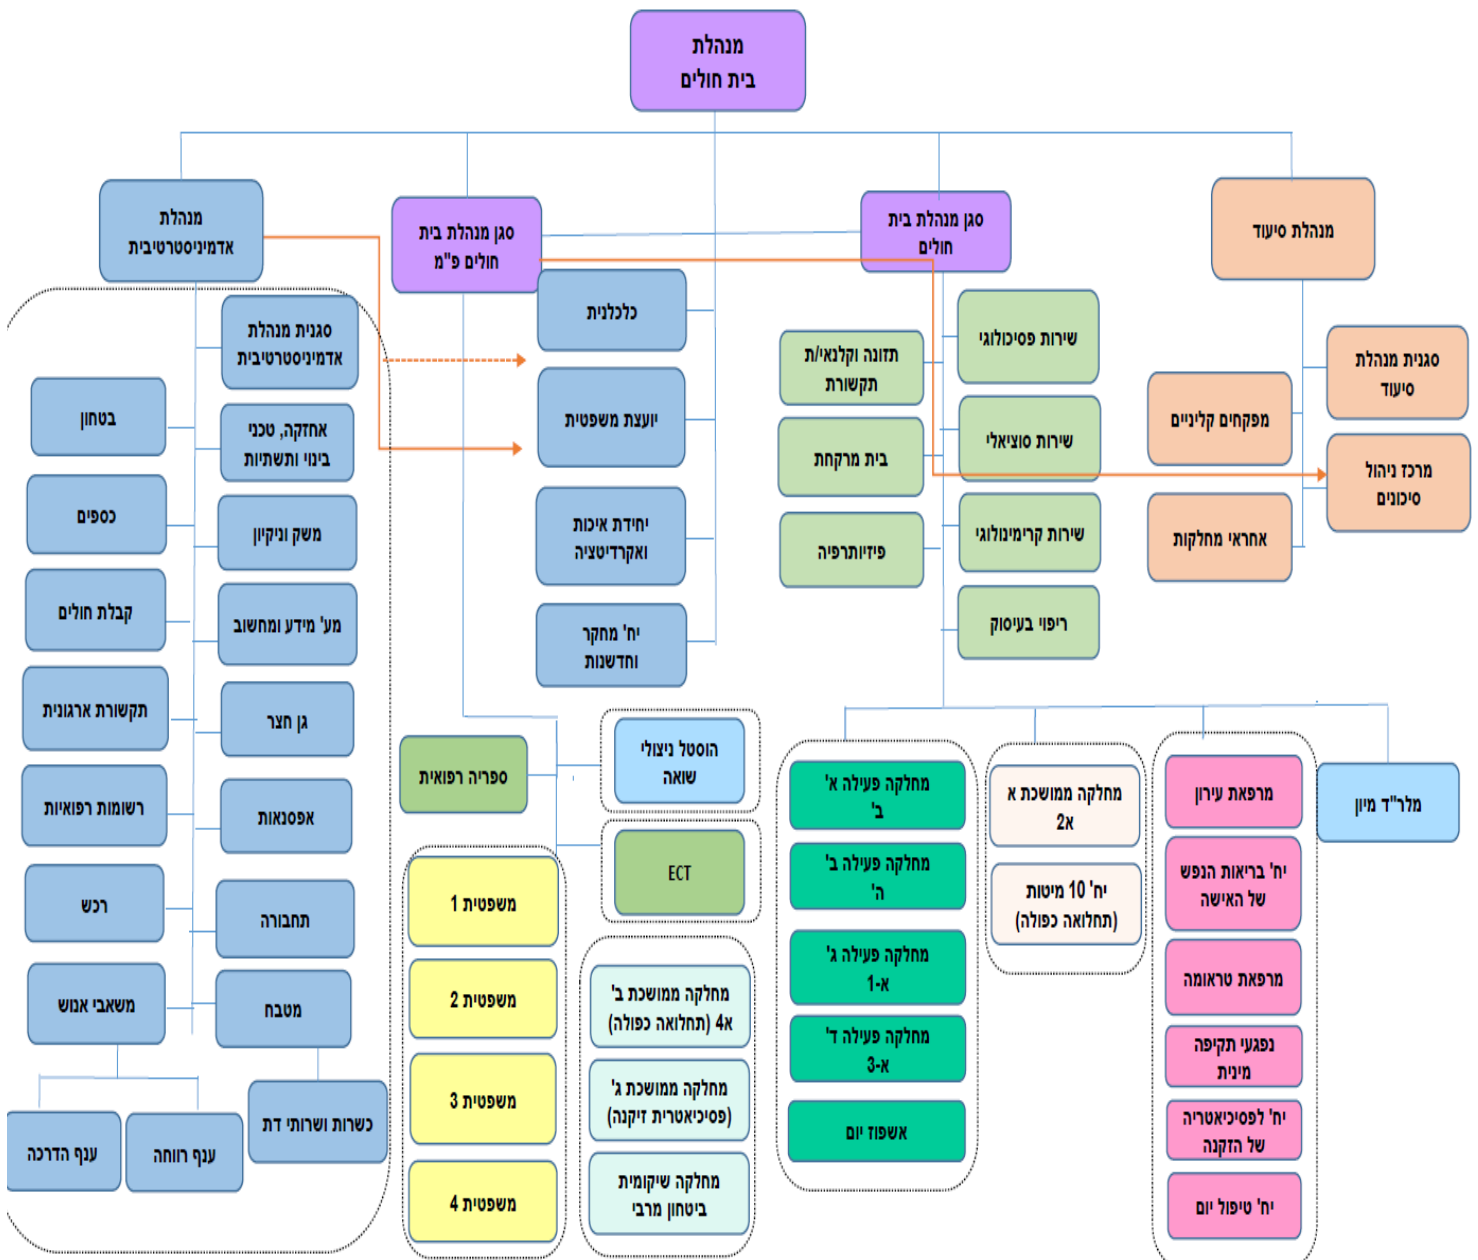 מנהלת
בית חולים
מנהלת סיעוד
סגן מנהלת בית
חולים
סגן מנהלת בית
חולים פ"מ
מנהלת
אדמיניסטרטיבית
סגנית מנהלת
סיעוד
מפקחים קליניים
מרכז ניהול
סיכונים
אחראי מחלקות
שירות פסיכולוגי
תזונה וקלנאי/ת
תקשורת
שירות סוציאלי
בית מרקחת
שירות קרימינולוגי
פיזיותרפיה
ריפוי בעיסוק
כלכלנית
יועצת משפטית
יחידת איכות
ואקרדיטציה
יח' מחקר
וחדשנות
סגנית מנהלת
אדמיניסטרטיבית
בטחון
אחזקה, טכני
בינוי ותשתיות
כספים
משק וניקיון
קבלת חולים
מע' מידע ומחשוב
תקשורת ארגונית
גן חצר
רשומות רפואיות
אפסנאות
רכש
תחבורה
משאבי אנוש
מטבח
כשרות ושרותי דת
ענף רווחה
ענף הדרכה
מלר"ד מיון
מרפאת עירון
יח' בריאות הנפש
של האישה
מרפאת טראומה
נפגעי תקיפה
מינית
יח' לפסיכיאטריה
של הזקנה
יח' טיפול יום
מחלקה ממושכת א
א2
יח' 10 מיטות
(תחלואה כפולה)
מחלקה פעילה א'
ב'
מחלקה פעילה ב'
ה'
מחלקה פעילה ג'
א-1
מחלקה פעילה ד'
א-3
אשפוז יום
הוסטל ניצולי
שואה
ספריה רפואית
ECT
מחלקה ממושכת ב'
א4 (תחלואה כפולה)
מחלקה ממושכת ג'
(פסיכיאטרית זיקנה)
מחלקה שיקומית
ביטחון מרבי
משפטית 1
משפטית 2
משפטית 3
משפטית 4